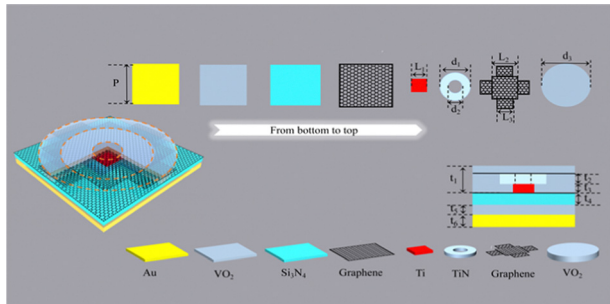 L₁
d₁
L₂
d₃
P
d₂
L₃
From bottom to top
t₁
t₂
t₃
t₄
t₅
t₆
Au
VO₂
Si₃N₄
Graphene
Ti
TiN
Graphene
VO₂